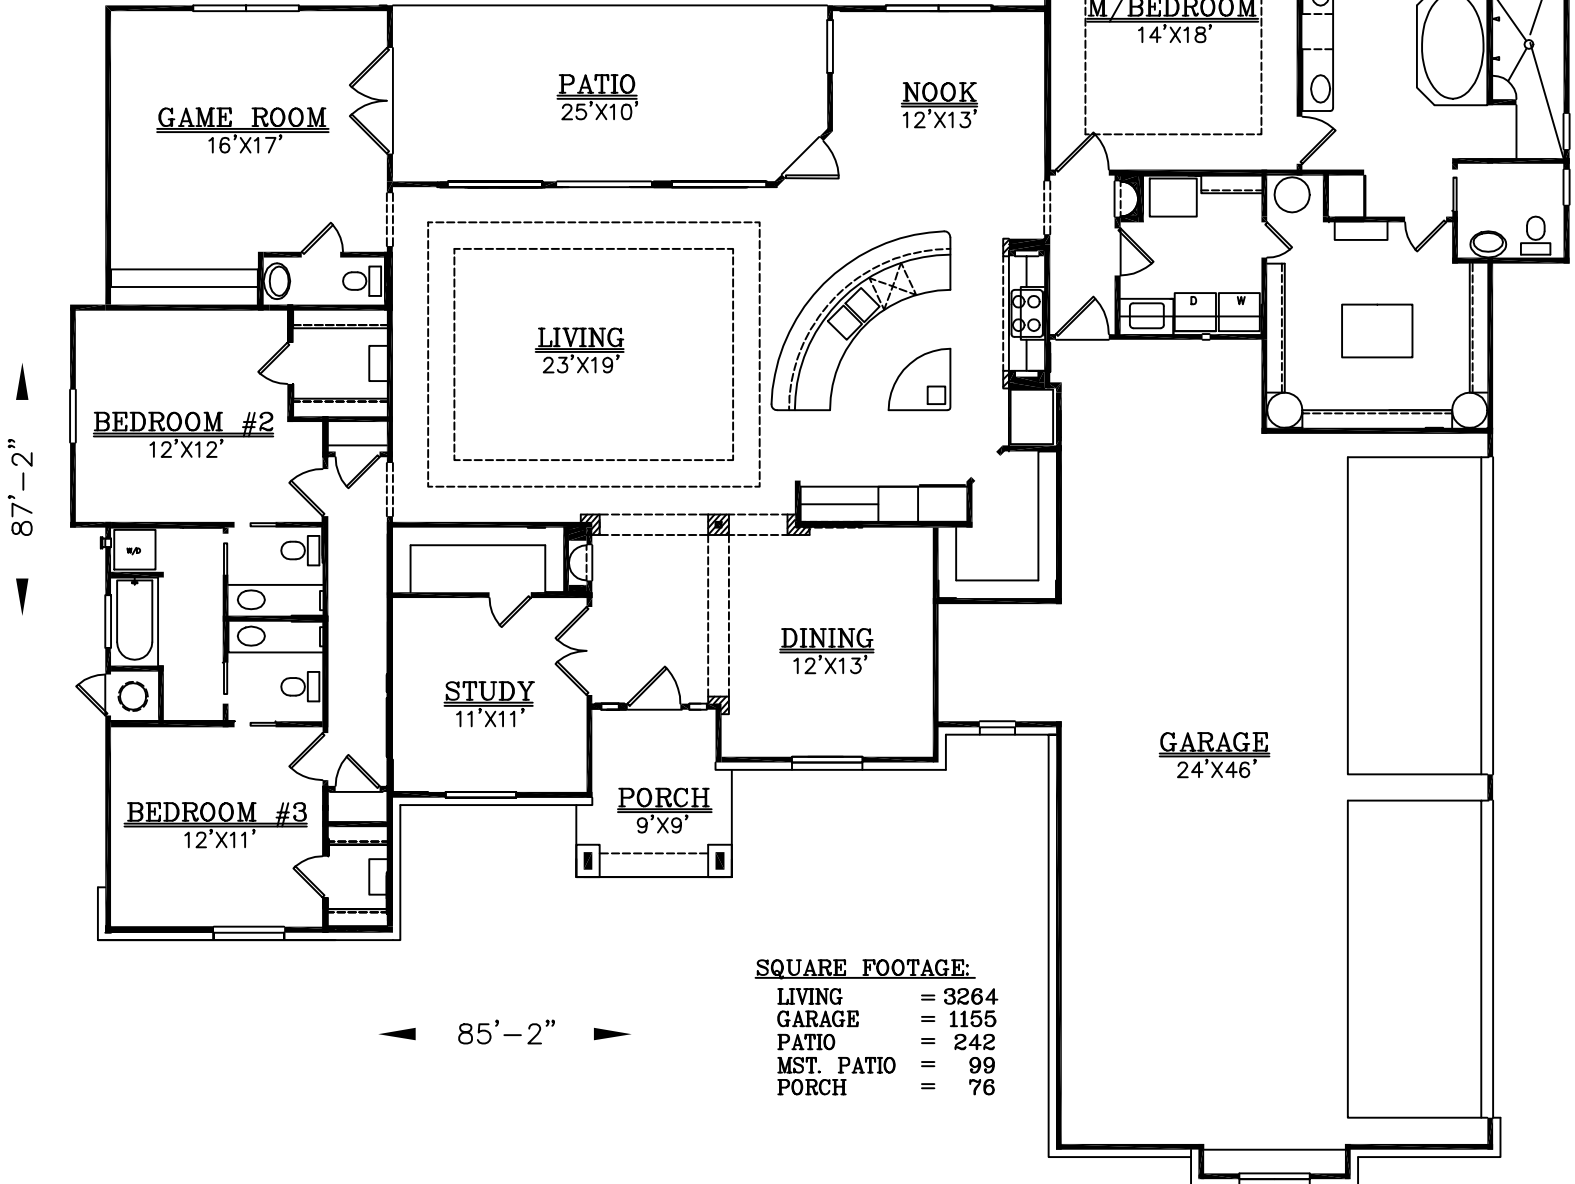 M/BEDROOM
14'X18'
PATIO
25'X10'
NOOK
12'X13'
GAME ROOM
16'X17'
LIVING
23'X19'
D
W
BEDROOM #2
12'X12'
87'-2"
W/D
DINING
12'X13'
STUDY
11'X11'
GARAGE
24'X46'
PORCH
9'X9'
BEDROOM #3
12'X11'
85'-2"
SQUARE FOOTAGE:
LIVING = 3264
GARAGE = 1155
PATIO = 242
MST. PATIO = 99
PORCH = 76